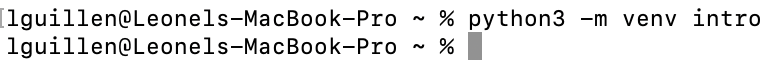 [lguillen@Leonels-MacBook-Pro ~ % python3 -m venv intro
lguillen@Leonels-MacBook-Pro ~ %